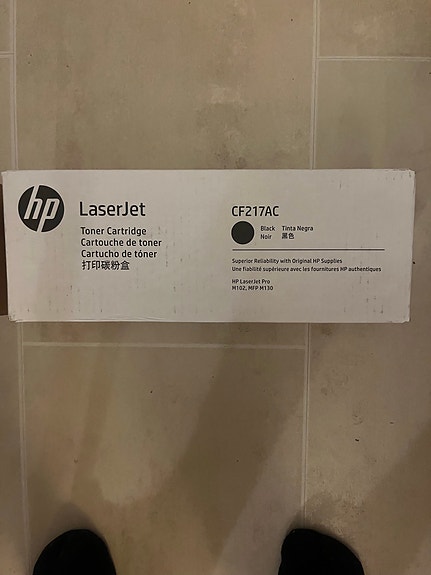 hp
LaserJet
Toner Cartridge
Cartouche de toner
Cartucho de tóner
打印碳粉盒
CF217AC
Black Tinta Negra
Noir 黑色
Superior Reliability with Original HP Supplies
Une fiabilité supérieure avec les fournitures HP authentiques
HP LaserJet Pro
M102, MFP M130